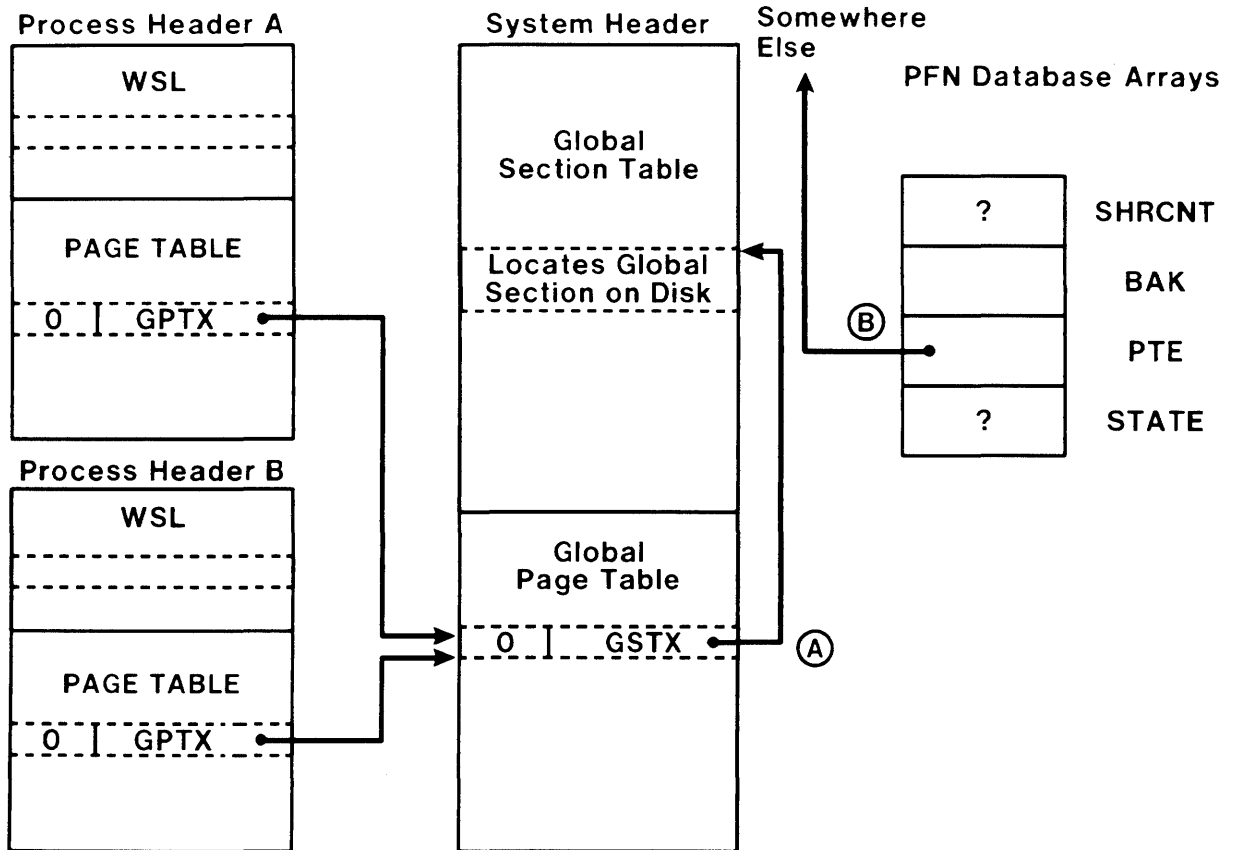 Process Header A
WSL
PAGE TABLE
0 | GPTX
Process Header B
WSL
PAGE TABLE
0 | GPTX
System Header
Global
Section Table
Locates Global
Section on Disk
Global
Page Table
0 | GSTX
A
Somewhere
Else
B
PFN Database Arrays
? SHRCNT
BAK
PTE
? STATE